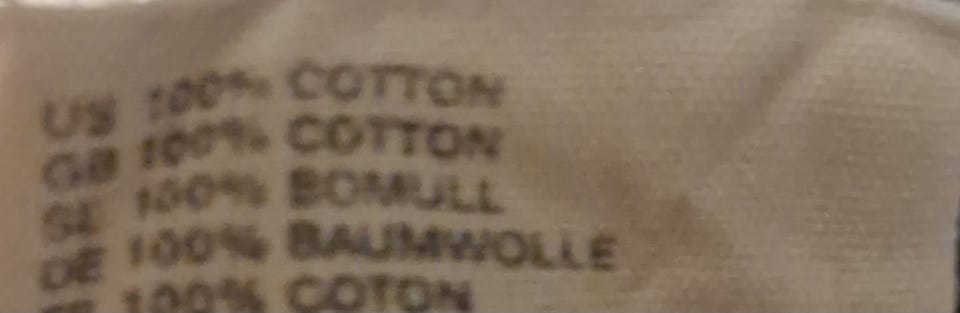 US 100% COTTON
GB 100% COTTON
SE 100% BOMULL
DE 100% BAUMWOLLE
100% COTON